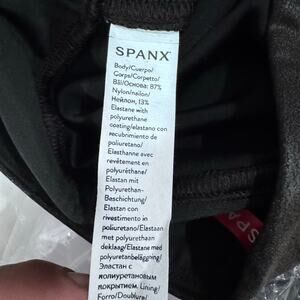 SPANX
Body/Cuerpo/
Corps/Corpetto/
Bål/Основа: 87%
Nylon/nailon/
Нейлон, 13%
Elastane with
polyurethane
coating/elastano con
recubrimiento de
poliuretano/
Elasthanne avec
revêtement en
polyuréthane/
Elastan mit
Polyurethan-
Beschichtung/
Elastan con
rivestimento in
poliuretano/Elastaan
met polyurethaan
deklaag/Elastane med
polyuretanbeläggning/
Эластан с
полиуретановым
покрытием, Lining/
Forro/Doublure/
SPA